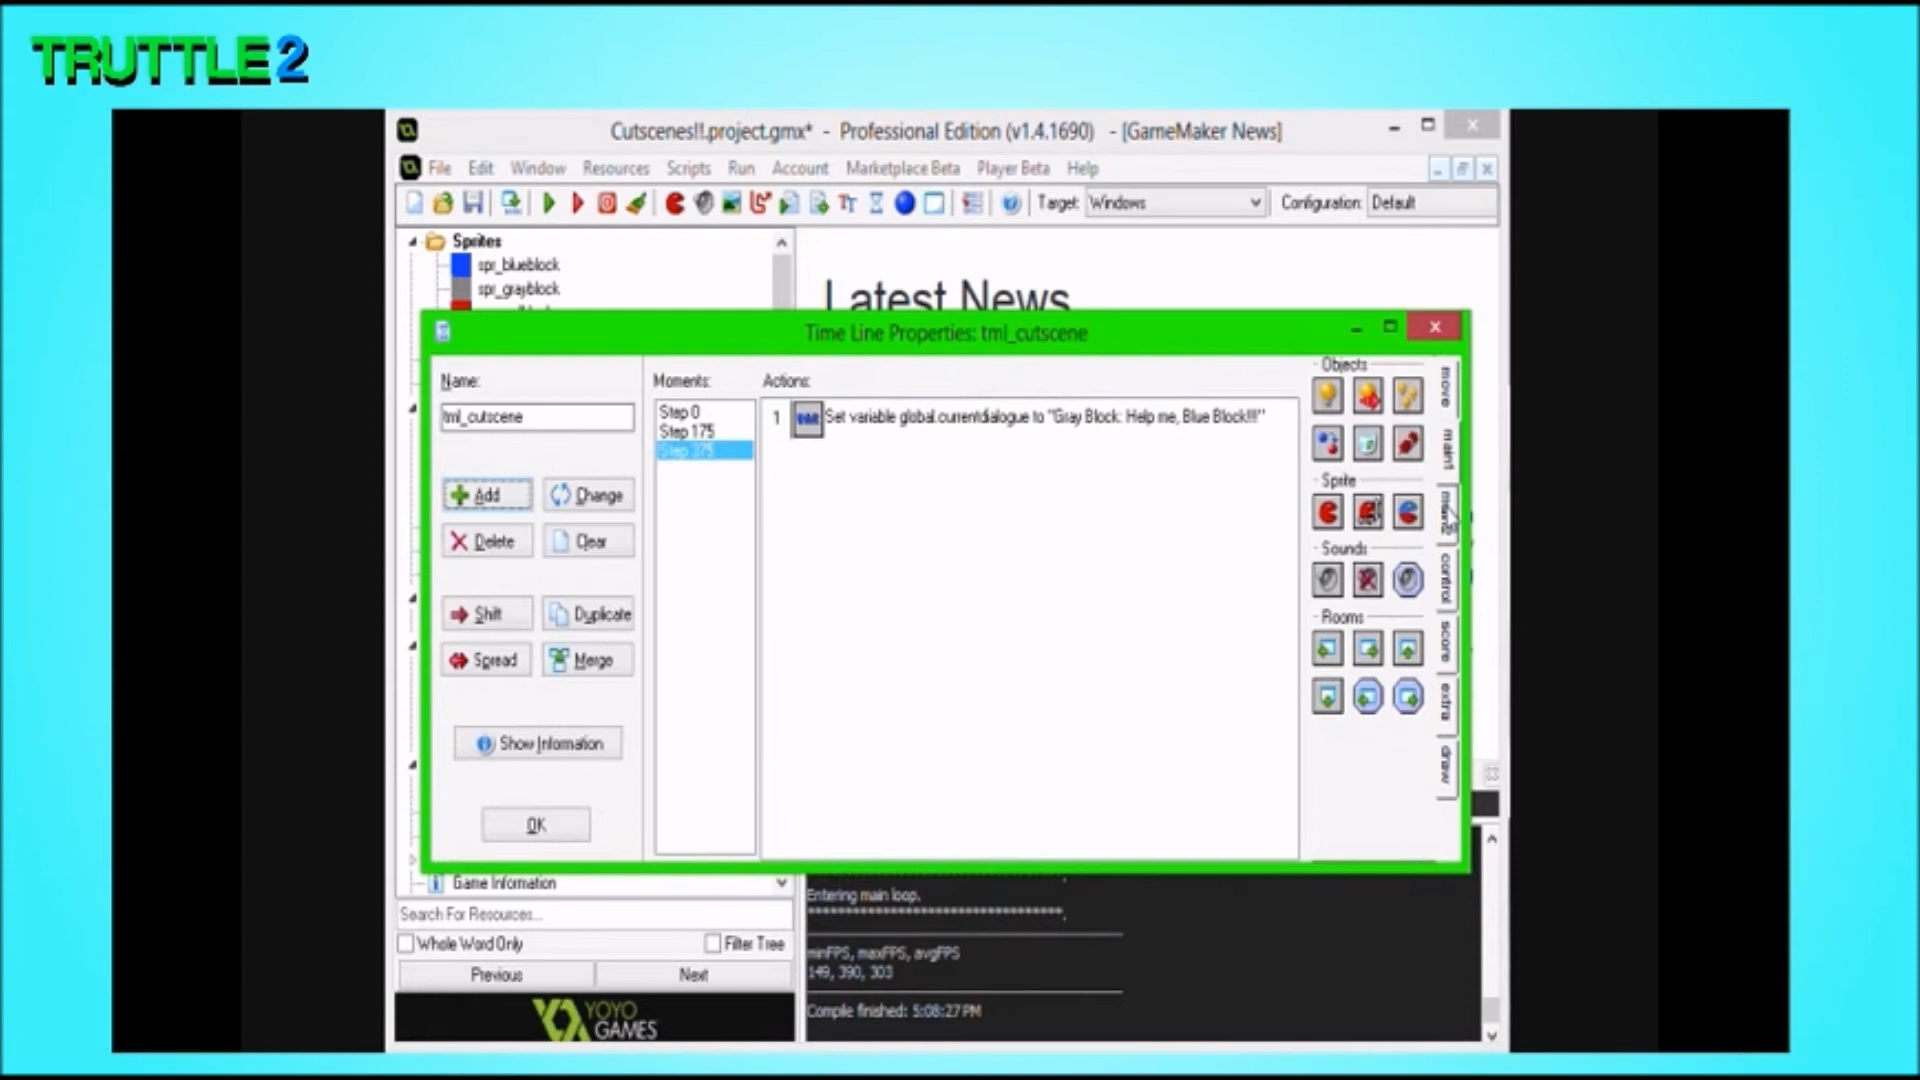 TRUTTLE2
Cutscenes!!.project.gmx* - Professional Edition (v1.4.1690) - [GameMaker News]
File Edit Window Resources Scripts Run Account Marketplace Beta Player Beta Help
Target: Windows Configuration: Default
Sprites
spr_blueblock
spr_grayblock
Latest News
Time Line Properties: tml_cutscene
Name:
tml_cutscene
Add Change
Delete Clear
Shift Duplicate
Spread Merge
Show Information
OK
Moments:
Step 0
Step 175
Step 375
Actions:
1 VAR Set variable global.currentdialogue to "Gray Block: Help me, Blue Block!!!"
Objects
Sprite
Sounds
Rooms
move
main1
main2
control
score
extra
draw
Game Information
Search For Resources...
Whole Word Only Filter Tree
Previous Next
YOYO
GAMES
Entering main loop.
minFPS, maxFPS, avgFPS
149, 390, 303
Compile finished: 5:08:27 PM